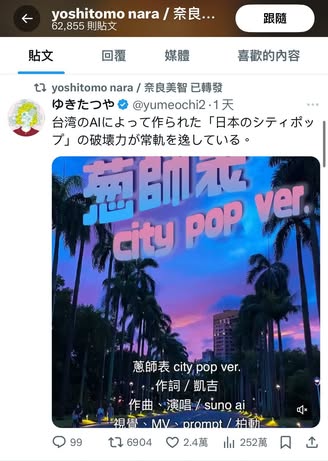 yoshitomo nara / 奈良...
62,855 則貼文
跟隨
貼文
回覆
媒體
喜歡的內容
yoshitomo nara / 奈良美智 已轉發
ゆきたつや @yumeochi2·1天
台湾のAIによって作られた「日本のシティポッ
プ」の破壊力が常軌を逸している。
蔥師表
city pop ver.
蔥師表 city pop ver.
作詞 / 凱吉
作曲、演唱 / suno ai
視覺、MV、prompt / 柏動
99
6904
2.4萬
252萬